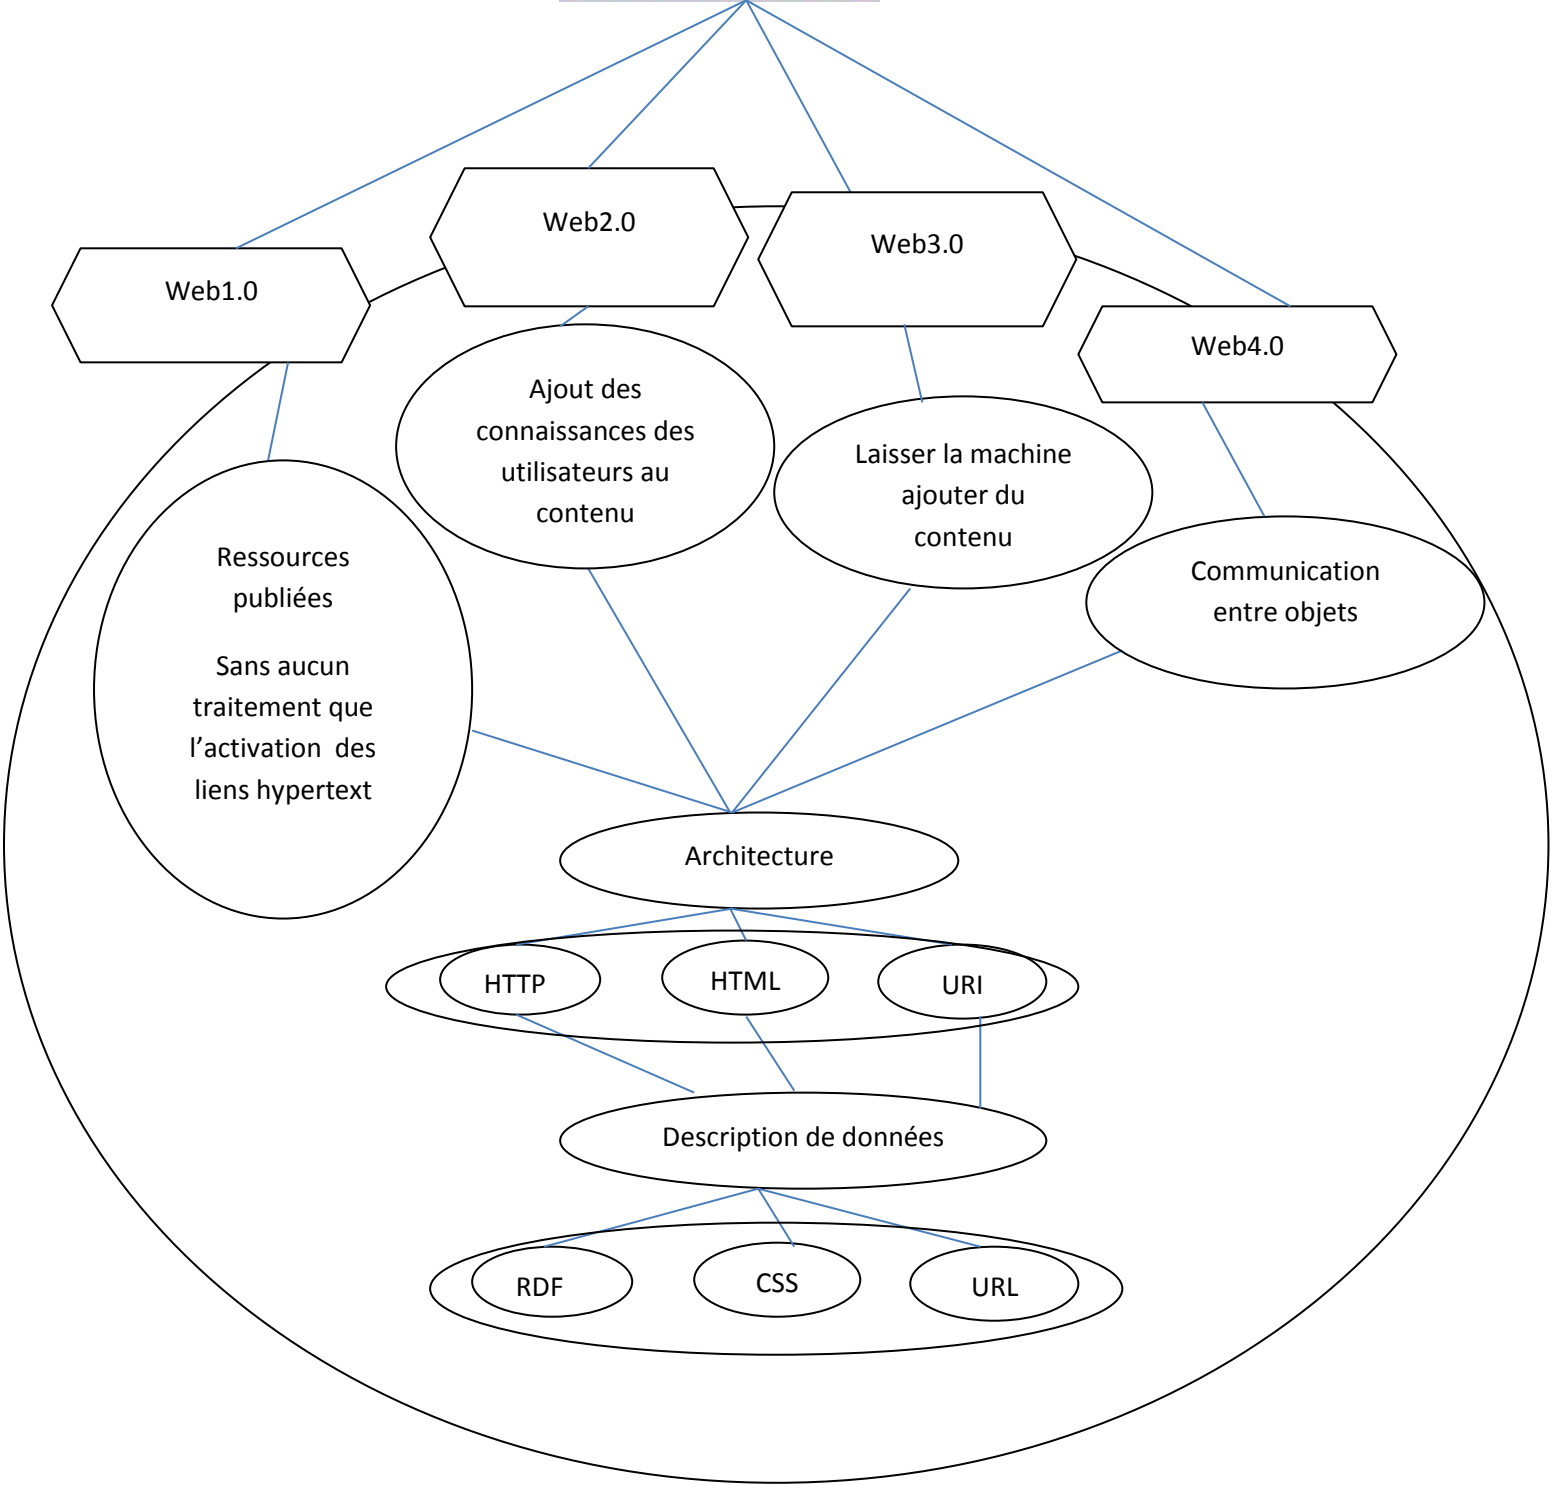 Web1.0
Web2.0
Web3.0
Web4.0
Ressources
publiées
Sans aucun
traitement que
l’activation  des
liens hypertext
Ajout des
connaissances des
utilisateurs au
contenu
Laisser la machine
ajouter du
contenu
Communication
entre objets
Architecture
HTTP
HTML
URI
Description de données
RDF
CSS
URL